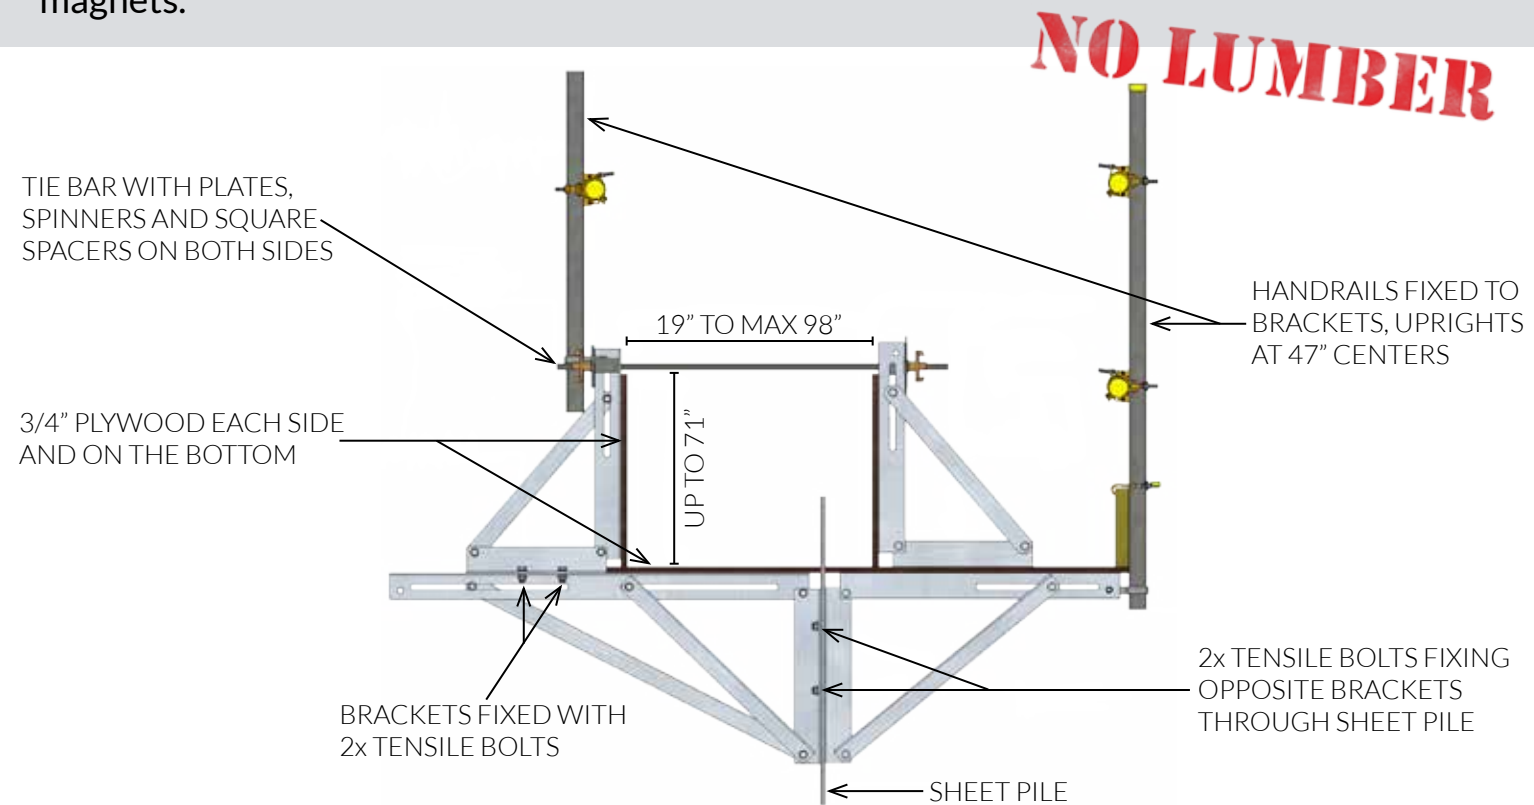 magnets.
NO LUMBER
TIE BAR WITH PLATES,
SPINNERS AND SQUARE
SPACERS ON BOTH SIDES
19” TO MAX 98”
HANDRAILS FIXED TO
BRACKETS, UPRIGHTS
AT 47” CENTERS
3/4” PLYWOOD EACH SIDE
AND ON THE BOTTOM
UP TO 71”
2x TENSILE BOLTS FIXING
OPPOSITE BRACKETS
THROUGH SHEET PILE
BRACKETS FIXED WITH
2x TENSILE BOLTS
SHEET PILE